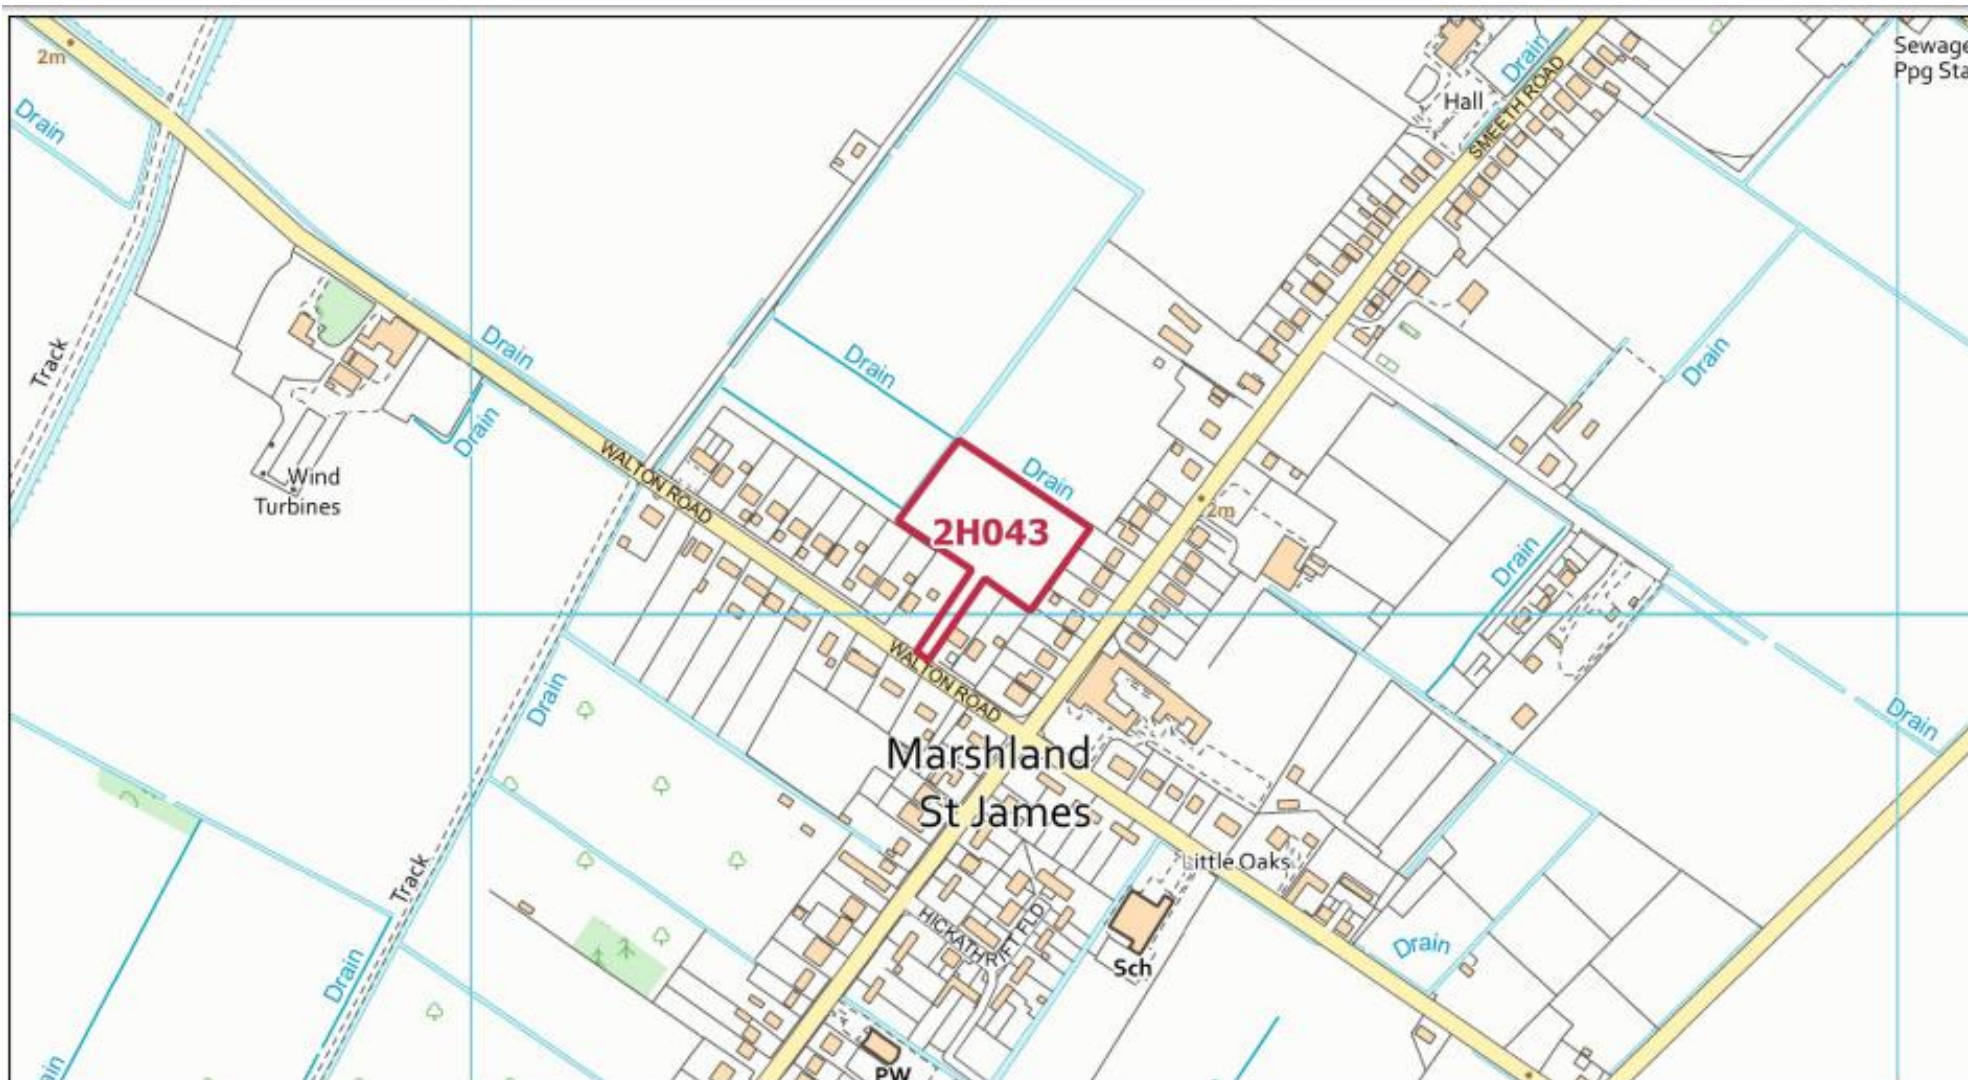 2m
Drain
Sewage
Ppg Sta
Drain
Hall
SMEETH ROAD
Track
Drain
Drain
Drain
Drain
Drain
WALTON ROAD
Wind
Turbines
Drain
2H043
2m
Drain
WALTON ROAD
Drain
Drain
Marshland
St James
Little Oaks
Track
HICKATHRIFT FLD
Sch
Drain
Drain
PW